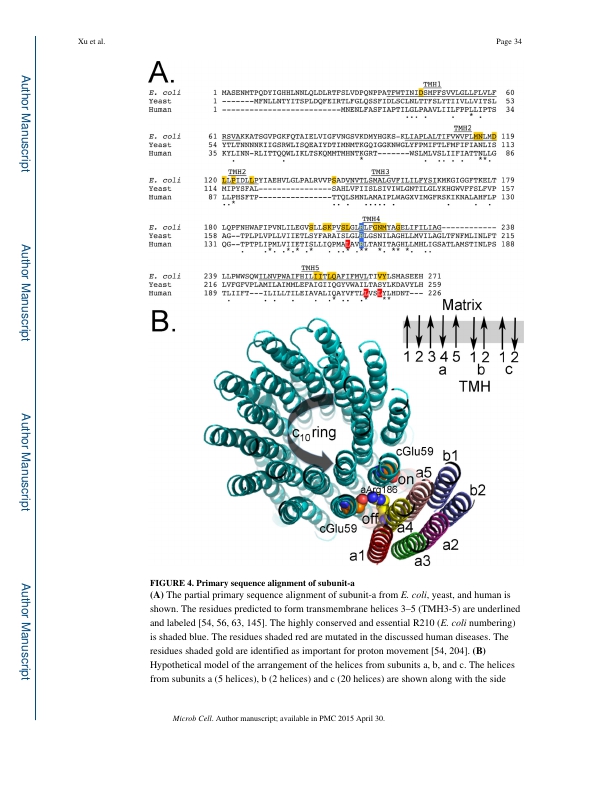 Xu et al.
Page 34
Author Manuscript
Author Manuscript
Author Manuscript
Author Manuscript
A.
TMH1
E. coli 1 MASENMTPQDYIGHHLNNLQLDLRTFSLVDPQNPPATFWTINIDSMFFSVVLGLLFLVLF 60
Yeast 1 -------MFNLLNTYITSPLDQFEIRTLFGLQSSFIDLSCLNLTTFSLYTIIVLLVITSL 53
Human 1 --------------------------MNENLFASFIAPTILGLPAAVLIILFPPLLIPTS 34
TMH2
E. coli 61 RSVAKKATSGVPGKFQTAIELVIGFVNGSVKDMYHGKS-KLIAPLALTIFVWVFLMNLMD 119
Yeast 54 YTLTNNNNKIIGSRWLISQEAIYDTIMNMTKGQIGGKNWGLYFPMIFTLFMFIFIANLIS 113
Human 35 KYLINN-RLITTQQWLIKLTSKQMMTMHNTKGRT------WSLMLVSLIIFIATTNLLG 86
TMH2 TMH3
E. coli 120 LLPIDLLPYIAEHVLGLPALRVVPSADVNVTLSMALGVFILILFYSIKMKGIGGFTKELT 179
Yeast 114 MIPYSFAL---------------SAHLVFIISLSIVIWLGNTILGLYKHGWVFFSLFVP 157
Human 87 LLPHSFTP---------------TTQLSMNLAMAIPLWAGTVIMGFRSKIKNALAHFLP 130
TMH4
E. coli 180 LQPFNHWAFIPVNLILEGVSLLSKPVSLGLRLFGNMYAGELIFILIAG----------- 238
Yeast 158 AG--TPLPLVPLLVIIETLSYFARAISLGLRLGSNILAGHLLMVILAGLTFNFMLINLFT 215
Human 131 QG--TPTPLIPMLVIIETISLLIQPMALAVRLTANITAGHLLMHLIGSATLAMSTINLPS 188
TMH5
E. coli 239 LLPWWSQWILNVPWAIFHILIITLQAFIFMVLTIVYLSMASEEH 271
Yeast 216 LVFGFVPLAMILAIMMLEFAIGIIQGYVWAILTASYLKDAVYLH 259
Human 189 TLIIFT---ILILLTILEIAVALIQAYVFTLLVSLYLHDNT--- 226
B.
Matrix
1 2 3 4 5 1 2 1 2
a b c
TMH
c10 ring
cGlu59
on
aArg186
cGlu59
off
a1
a2
a3
a4
a5
b1
b2
FIGURE 4. Primary sequence alignment of subunit-a
(A) The partial primary sequence alignment of subunit-a from E. coli, yeast, and human is
shown. The residues predicted to form transmembrane helices 3–5 (TMH3-5) are underlined
and labeled [54, 56, 63, 145]. The highly conserved and essential R210 (E. coli numbering)
is shaded blue. The residues shaded red are mutated in the discussed human diseases. The
residues shaded gold are identified as important for proton movement [54, 204]. (B)
Hypothetical model of the arrangement of the helices from subunits a, b, and c. The helices
from subunits a (5 helices), b (2 helices) and c (20 helices) are shown along with the side
Microb Cell. Author manuscript; available in PMC 2015 April 30.